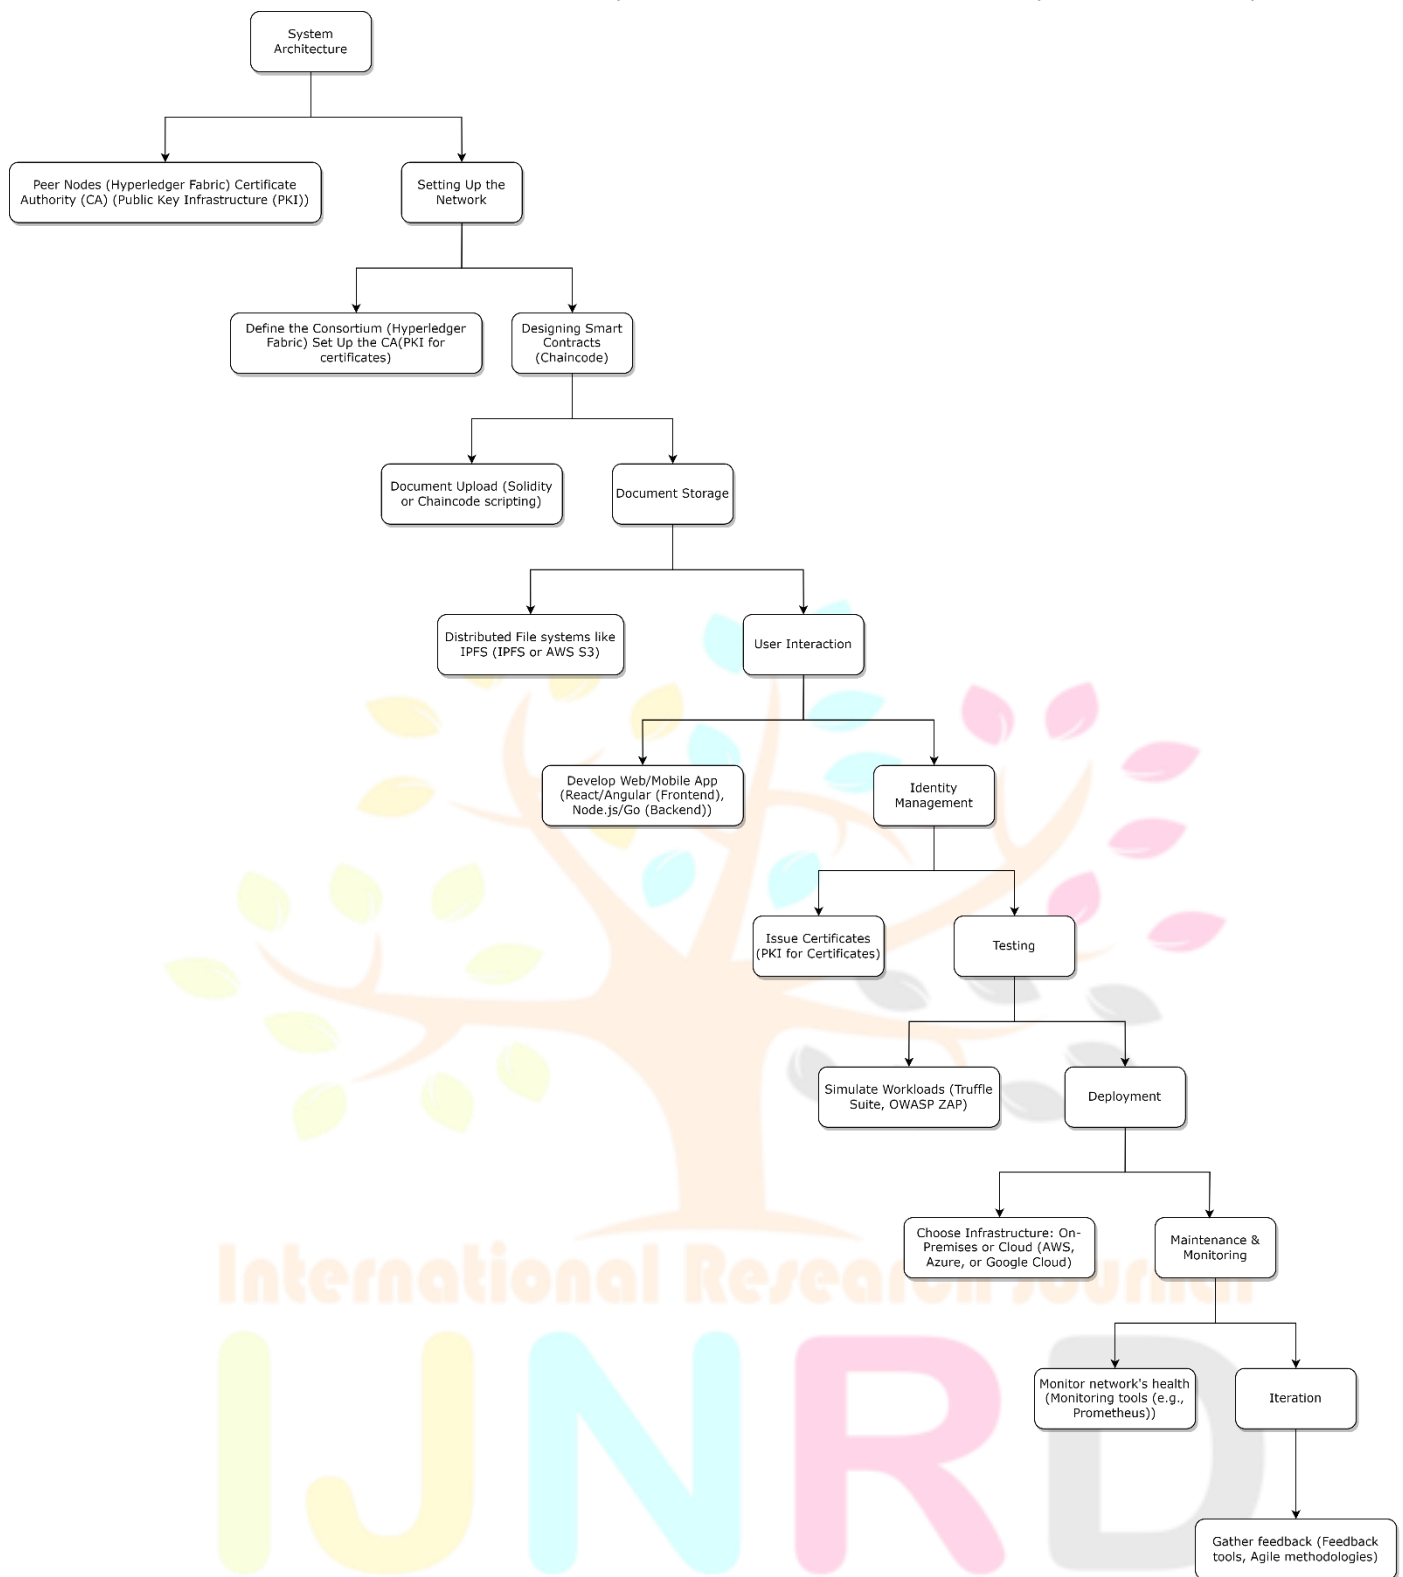 System
Architecture
Peer Nodes (Hyperledger Fabric) Certificate
Authority (CA) (Public Key Infrastructure (PKI))
Setting Up the
Network
Define the Consortium (Hyperledger
Fabric) Set Up the CA(PKI for
certificates)
Designing Smart
Contracts
(Chaincode)
Document Upload (Solidity
or Chaincode scripting)
Document Storage
Distributed File systems like
IPFS (IPFS or AWS S3)
User Interaction
Develop Web/Mobile App
(React/Angular (Frontend),
Node.js/Go (Backend))
Identity
Management
Issue Certificates
(PKI for Certificates)
Testing
Simulate Workloads (Truffle
Suite, OWASP ZAP)
Deployment
Choose Infrastructure: On-
Premises or Cloud (AWS,
Azure, or Google Cloud)
Maintenance &
Monitoring
International Research Journal
Monitor network's health
(Monitoring tools (e.g.,
Prometheus))
Iteration
IJNRD
Gather feedback (Feedback
tools, Agile methodologies)